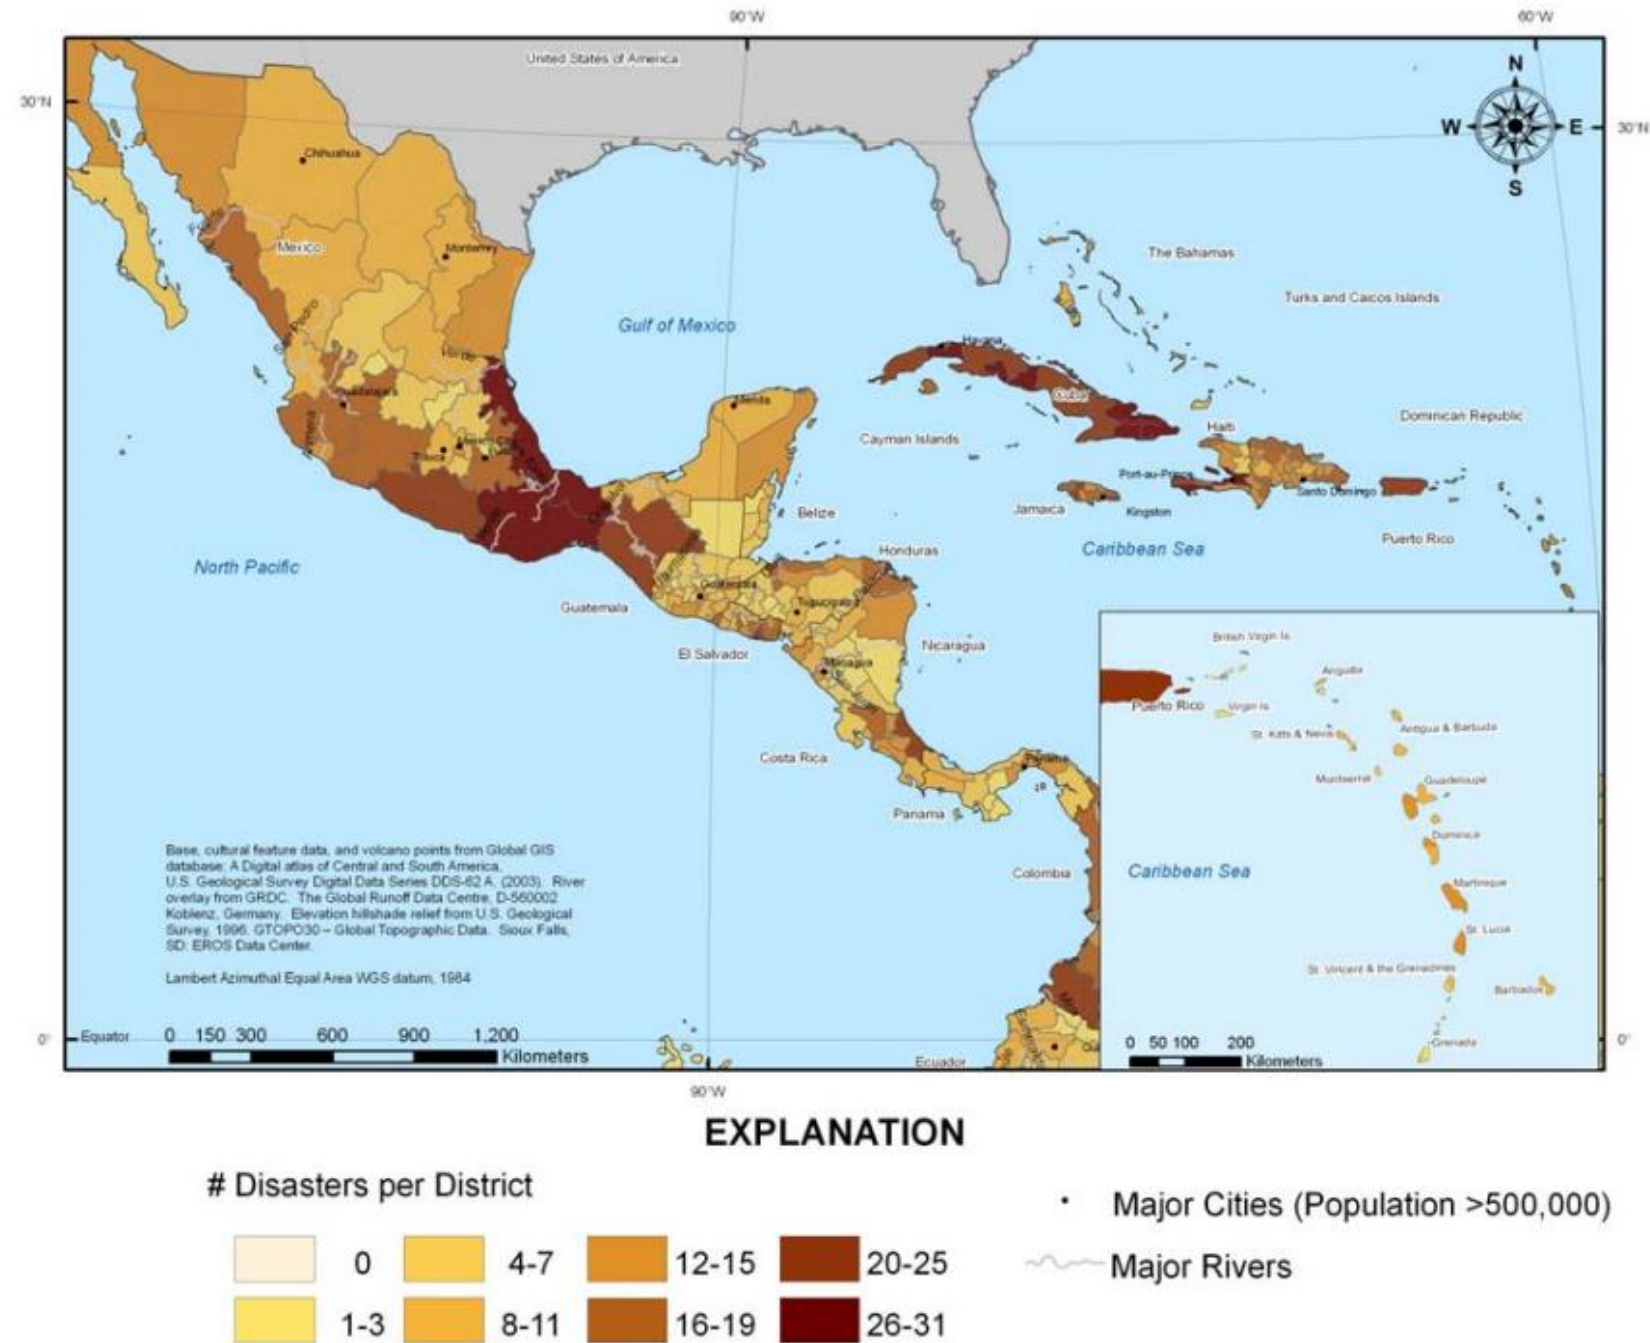 90°W
60°W
30°N
30°N
United States of America
N
W
E
S
Chihuahua
Mexico
Monterrey
The Bahamas
Turks and Caicos Islands
San Pedro
Gulf of Mexico
Verde
Havana
Guadalajara
Cuba
Merida
Dominican Republic
Haiti
Cayman Islands
Mexico City
Toluca
Port-au-Prince
Santo Domingo
Jamaica
Kingston
Belize
Puerto Rico
Caribbean Sea
Honduras
North Pacific
Guatemala
Guatemala
Tegucigalpa
El Salvador
Nicaragua
Managua
Costa Rica
Panama
Panama
Colombia
British Virgin Is.
Anguilla
Puerto Rico
Virgin Is.
St. Kitts & Nevis
Antigua & Barbuda
Montserrat
Guadeloupe
Dominica
Caribbean Sea
Martinique
St. Lucia
St. Vincent & the Grenadines
Barbados
Grenada
0 50 100 200
Kilometers
Base, cultural feature data, and volcano points from Global GIS
database; A Digital atlas of Central and South America,
U.S. Geological Survey Digital Data Series DDS-62 A. (2003). River
overlay from GRDC. The Global Runoff Data Centre, D-560002
Koblenz, Germany. Elevation hillshade relief from U.S. Geological
Survey, 1996. GTOPO30 – Global Topographic Data. Sioux Falls,
SD: EROS Data Center.
Lambert Azimuthal Equal Area WGS datum, 1984
0°
Equator
0 150 300 600 900 1,200
Kilometers
Ecuador
0°
90°W
EXPLANATION
# Disasters per District
0
4-7
12-15
20-25
1-3
8-11
16-19
26-31
Major Cities (Population >500,000)
Major Rivers